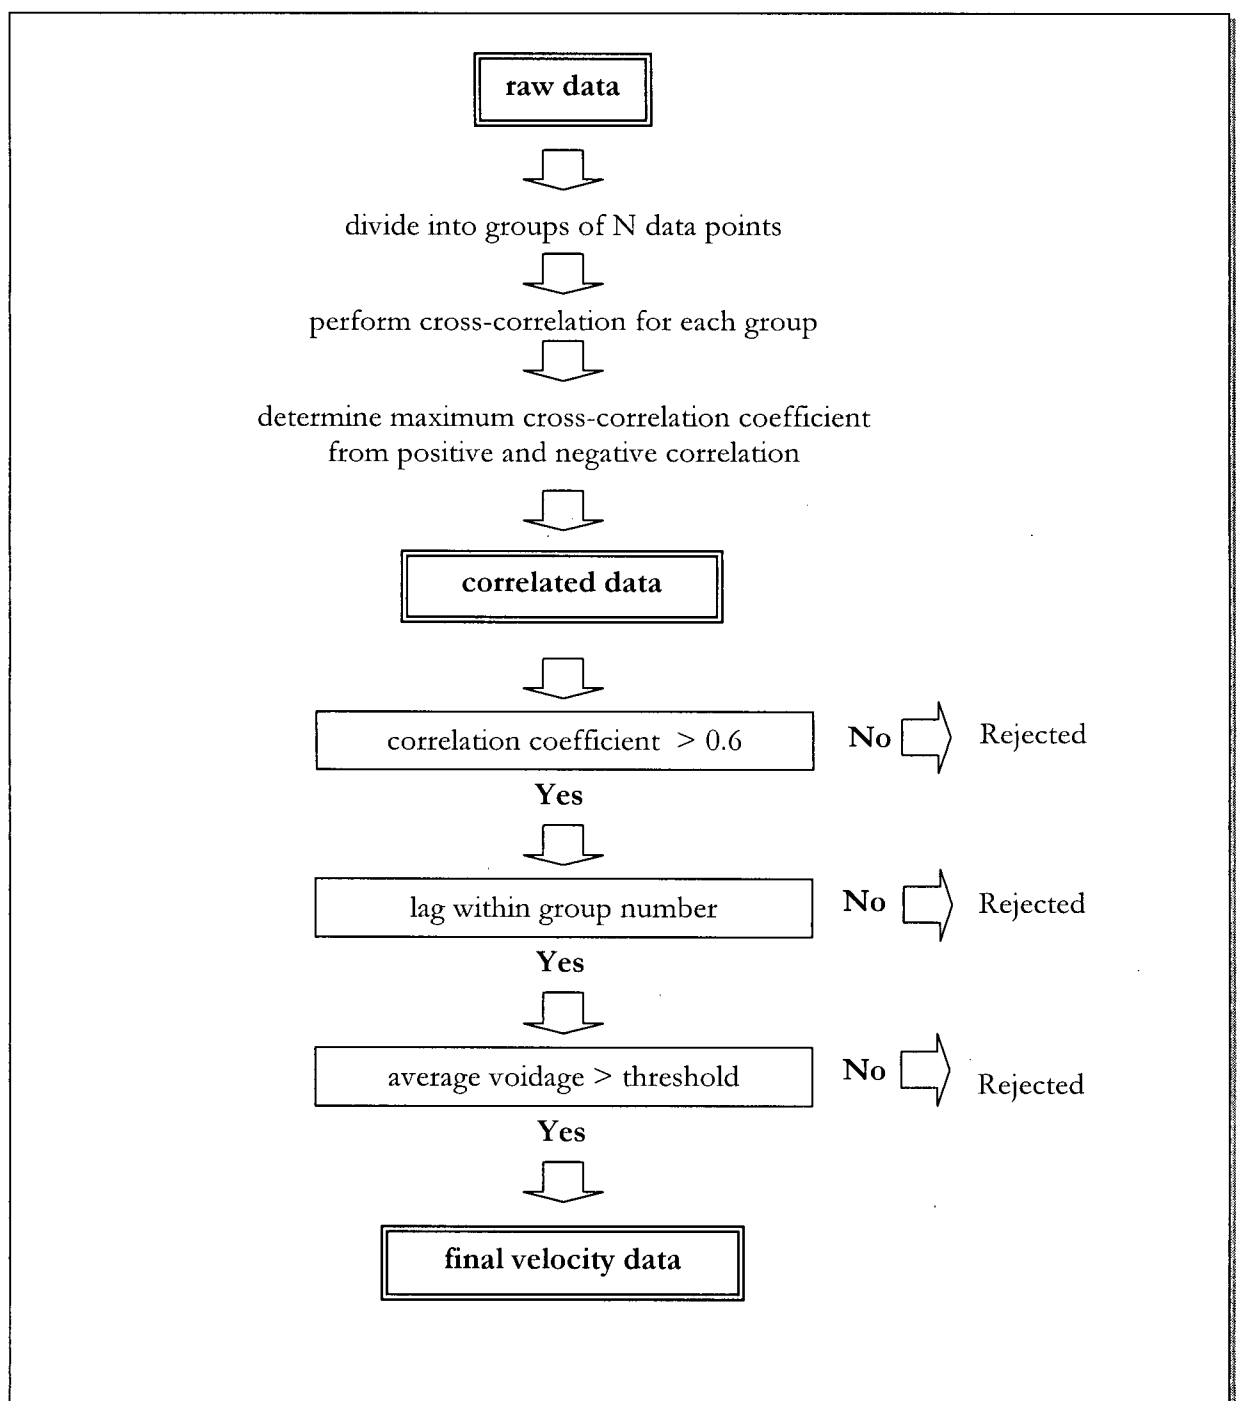 raw data
divide into groups of N data points
perform cross-correlation for each group
determine maximum cross-correlation coefficient
from positive and negative correlation
correlated data
correlation coefficient > 0.6
No
Rejected
Yes
lag within group number
No
Rejected
Yes
average voidage > threshold
No
Rejected
Yes
final velocity data